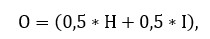 O = (0,5 * H + 0,5 * I),